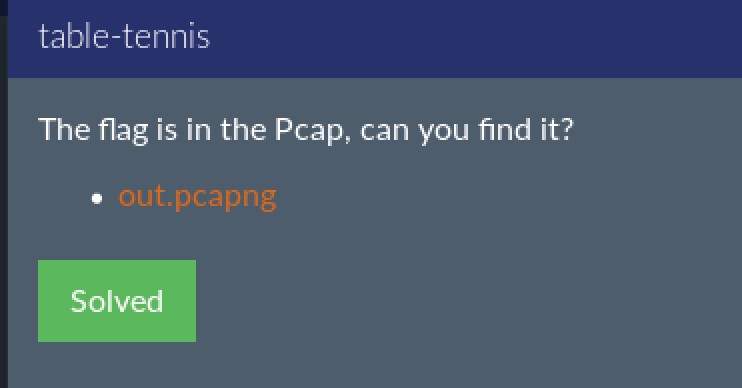 table-tennis
The flag is in the Pcap, can you find it?
out.pcapng
Solved